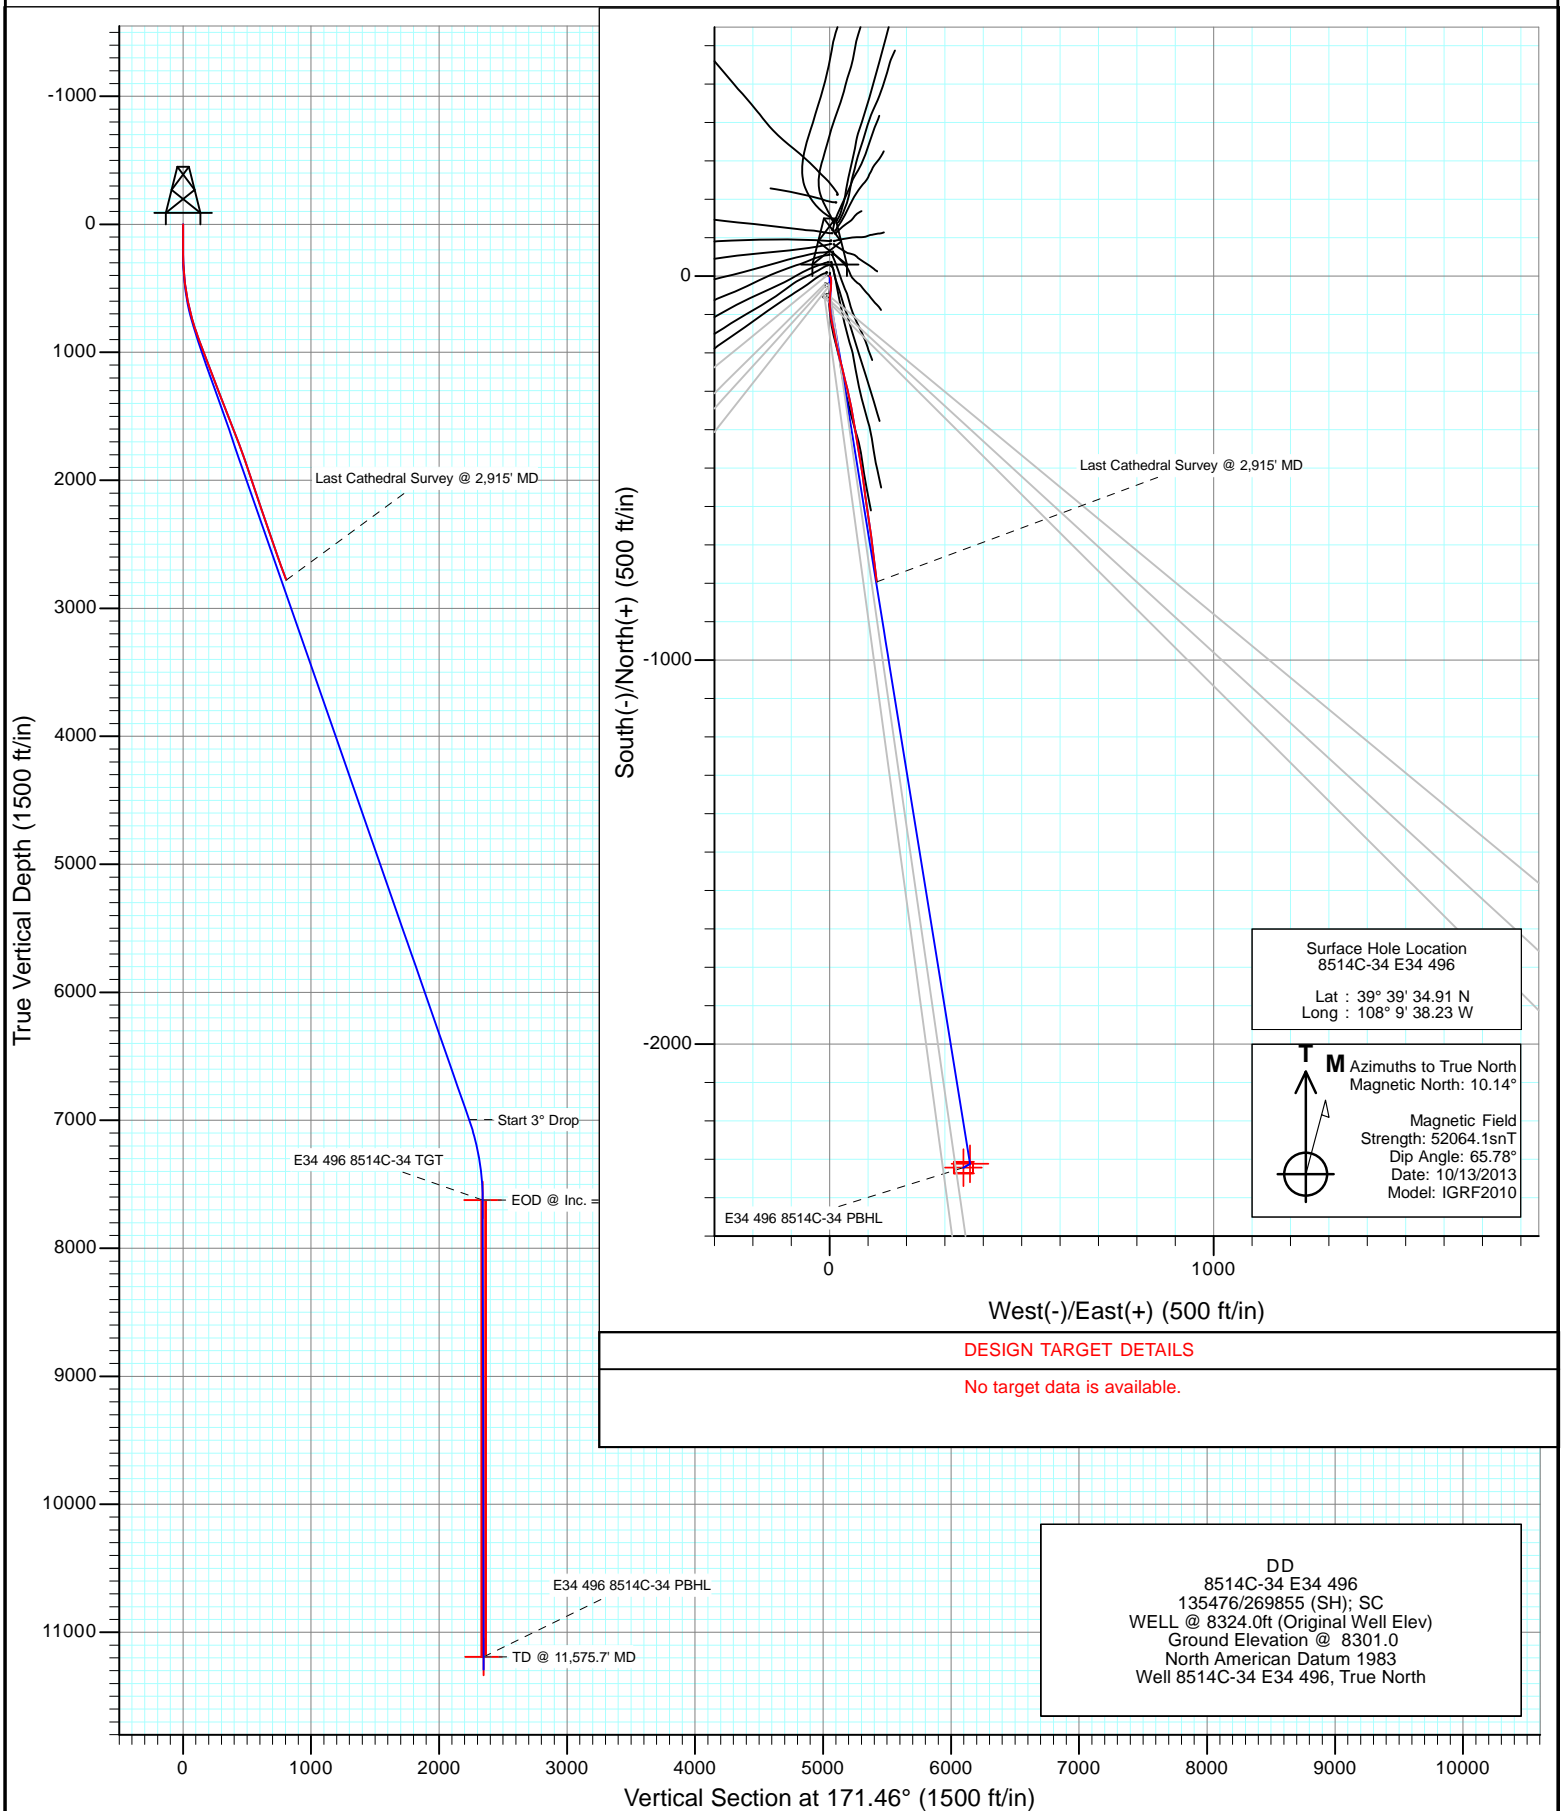 -1000
0
1000
2000
3000
4000
5000
6000
7000
8000
9000
10000
11000
True Vertical Depth (1500 ft/in)
Last Cathedral Survey @ 2,915' MD
Start 3° Drop
E34 496 8514C-34 TGT
EOD @ Inc. =
E34 496 8514C-34 PBHL
TD @ 11,575.7' MD
0
1000
2000
3000
4000
5000
6000
7000
8000
9000
10000
Vertical Section at 171.46° (1500 ft/in)
0
-1000
-2000
South(-)/North(+) (500 ft/in)
Last Cathedral Survey @ 2,915' MD
E34 496 8514C-34 PBHL
0
1000
West(-)/East(+) (500 ft/in)
Surface Hole Location
8514C-34 E34 496
Lat : 39° 39' 34.91 N
Long : 108° 9' 38.23 W
T
M
Azimuths to True North
Magnetic North: 10.14°
Magnetic Field
Strength: 52064.1snT
Dip Angle: 65.78°
Date: 10/13/2013
Model: IGRF2010
DESIGN TARGET DETAILS
No target data is available.
DD
8514C-34 E34 496
135476/269855 (SH); SC
WELL @ 8324.0ft (Original Well Elev)
Ground Elevation @ 8301.0
North American Datum 1983
Well 8514C-34 E34 496, True North